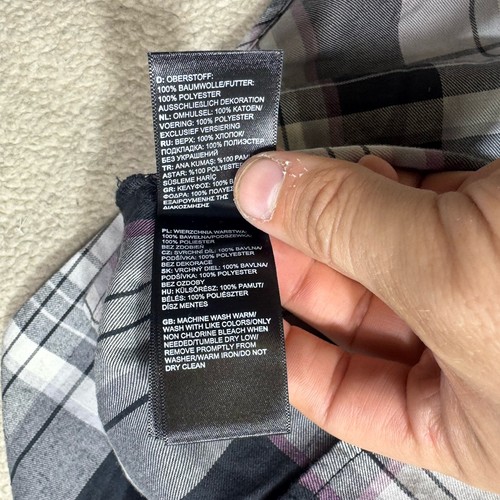 D: OBERSTOFF:
100% BAUMWOLLE/FUTTER:
100% POLYESTER
AUSSCHLIEßLICH DEKORATION
NL: OMHULSEL: 100% KATOEN/
VOERING: 100% POLYESTER
EXCLUSIEF VERSIERING
RU: ВЕРХ: 100% ХЛОПОК/
ПОДКЛАДКА: 100% ПОЛИЭСТЕР
БЕЗ УКРАШЕНИЙ
TR: ANA KUMAŞ: %100 PAM
ASTAR: %100 POLYESTE
SÜSLEME HARİÇ
GR: ΚΕΛΥΦΟΣ: 100% Β
ΦΟΔΡΑ: 100% ΠΟΛΥΕΣ
ΕΞΑΙΡΟΥΜΕΝΗΣ ΤΗΣ
ΔΙΑΚΟΣΜΗΣΗΣ
PL: WIERZCHNIA WARSTWA:
100% BAWEŁNA/PODSZEWKA:
100% POLIESTER
BEZ ZDOBIEŃ
CZ: SVRCHNÍ DÍL: 100% BAVLNA/
PODŠÍVKA: 100% POLYESTER
BEZ DEKORACE
SK: VRCHNÝ DIEL: 100% BAVLNA/
PODŠÍVKA: 100% POLYESTER
BEZ OZDOBY
HU: KÜLSŐRÉSZ: 100% PAMUT/
BÉLÉS: 100% POLIÉSZTER
DÍSZ MENTES
GB: MACHINE WASH WARM/
WASH WITH LIKE COLORS/ONLY
NON CHLORINE BLEACH WHEN
NEEDED/TUMBLE DRY LOW/
REMOVE PROMPTLY FROM
WASHER/WARM IRON/DO NOT
DRY CLEAN